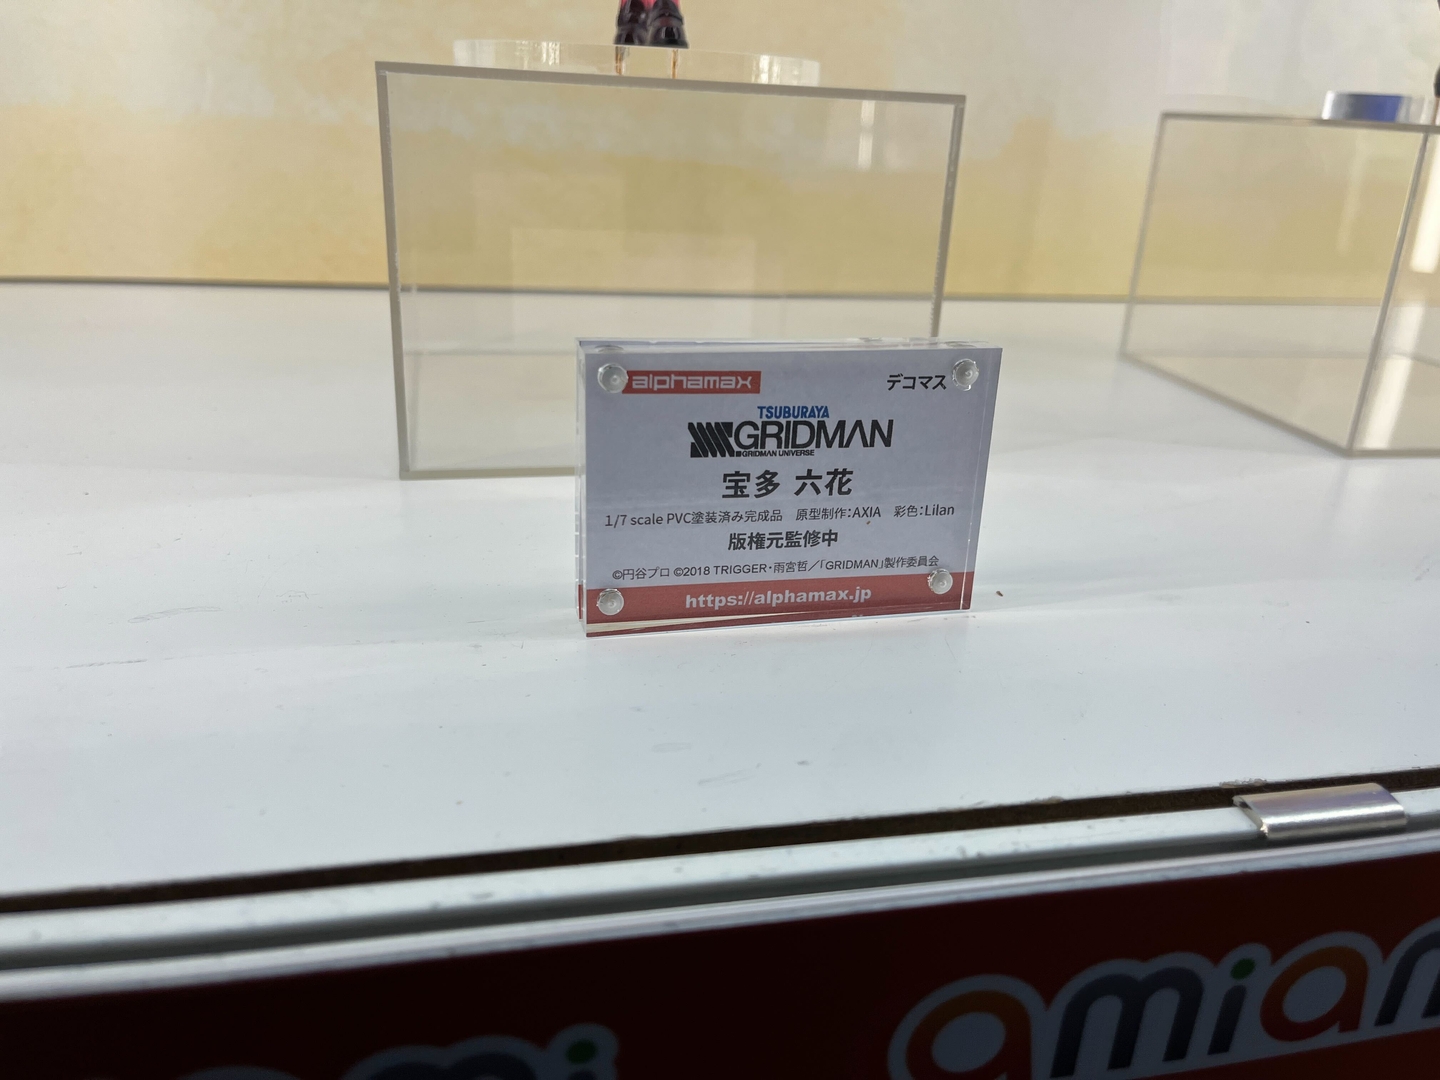 alphamax
デコマス
TSUBURAYA
GRIDMAN
GRIDMAN UNIVERSE
宝多 六花
1/7 scale PVC塗装済み完成品 原型制作:AXIA 彩色:Lilan
版権元監修中
©円谷プロ ©2018 TRIGGER・雨宮哲／「GRIDMAN」製作委員会
https://alphamax.jp
amiam